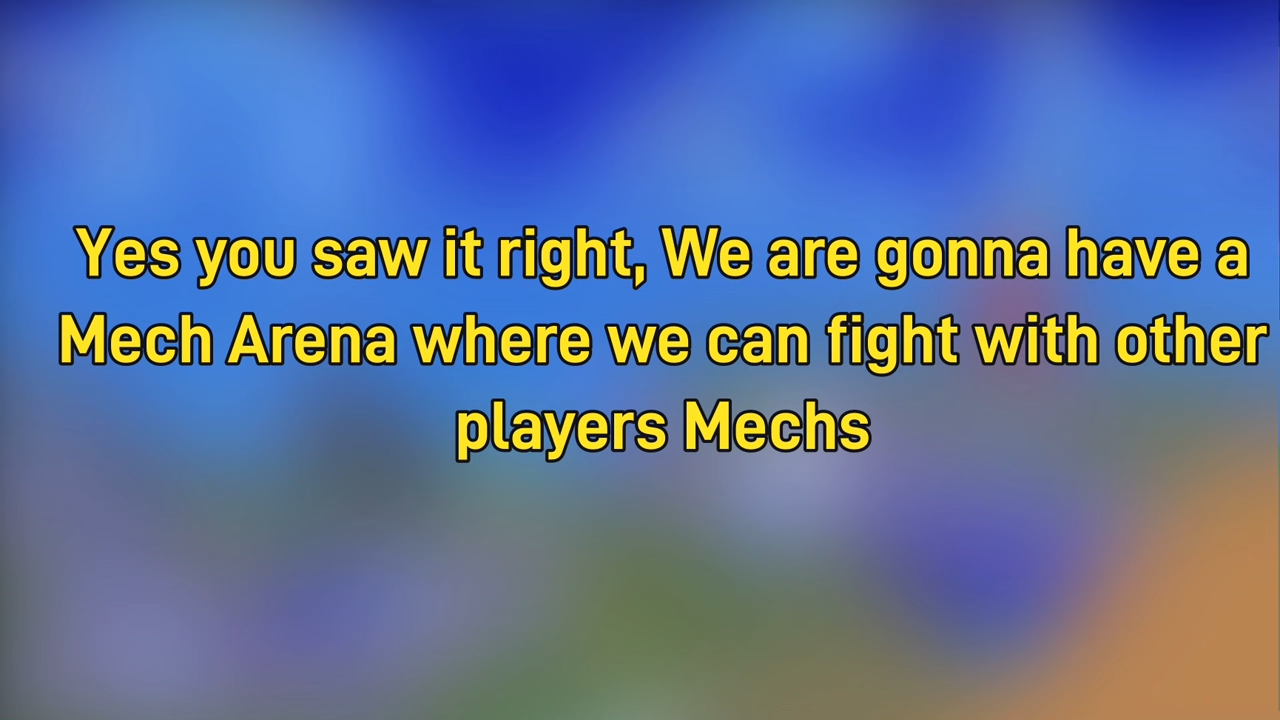 Yes you saw it right, We are gonna have a
Mech Arena where we can fight with other
players Mechs